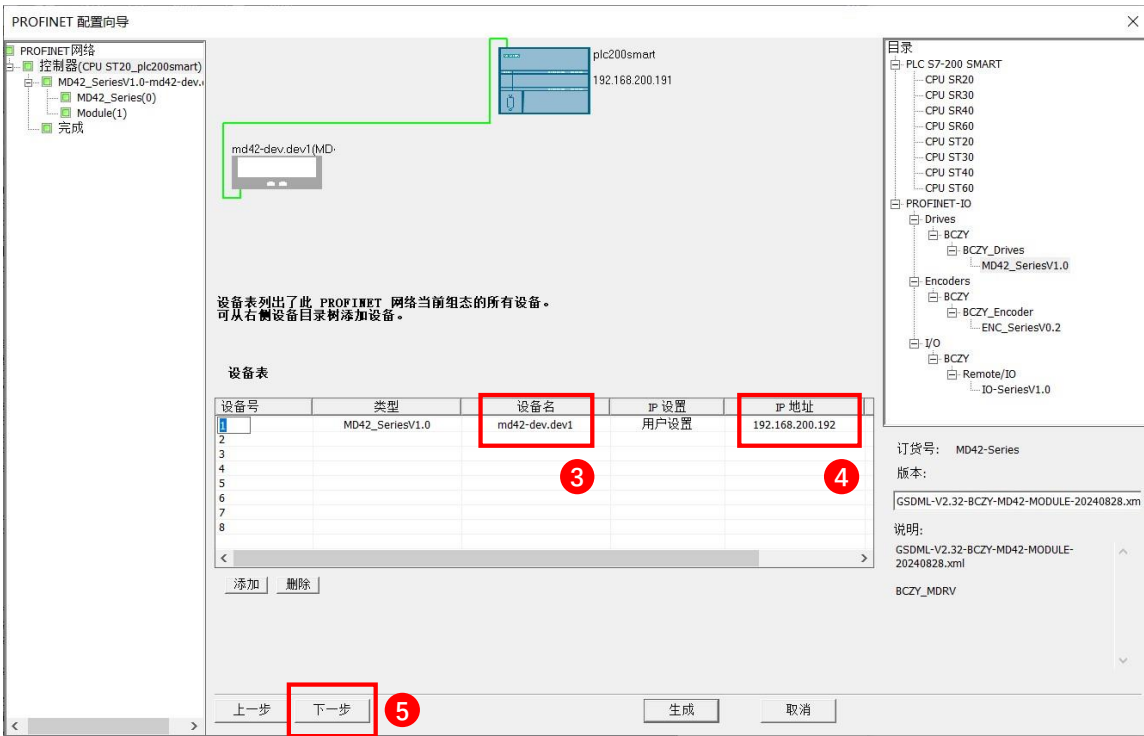 PROFINET 配置向导
PROFINET网络
控制器(CPU ST20_plc200smart)
MD42_SeriesV1.0-md42-dev.
MD42_Series(0)
Module(1)
完成
plc200smart
192.168.200.191
md42-dev.dev1(MD-
设备表列出了此 PROFINET 网络当前组态的所有设备。
可从右侧设备目录树添加设备。
设备表
设备号 类型 设备名 IP 设置 IP 地址
1 MD42_SeriesV1.0 md42-dev.dev1 用户设置 192.168.200.192
2
3
4
5
6
7
8
③
④
添加 删除
上一步 下一步 ⑤ 生成 取消
目录
PLC S7-200 SMART
CPU SR20
CPU SR30
CPU SR40
CPU SR60
CPU ST20
CPU ST30
CPU ST40
CPU ST60
PROFINET-IO
Drives
BCZY
BCZY_Drives
MD42_SeriesV1.0
Encoders
BCZY
BCZY_Encoder
ENC_SeriesV0.2
I/O
BCZY
Remote/IO
IO-SeriesV1.0
订货号: MD42-Series
版本:
GSDML-V2.32-BCZY-MD42-MODULE-20240828.xm
说明:
GSDML-V2.32-BCZY-MD42-MODULE-
20240828.xml
BCZY_MDRV